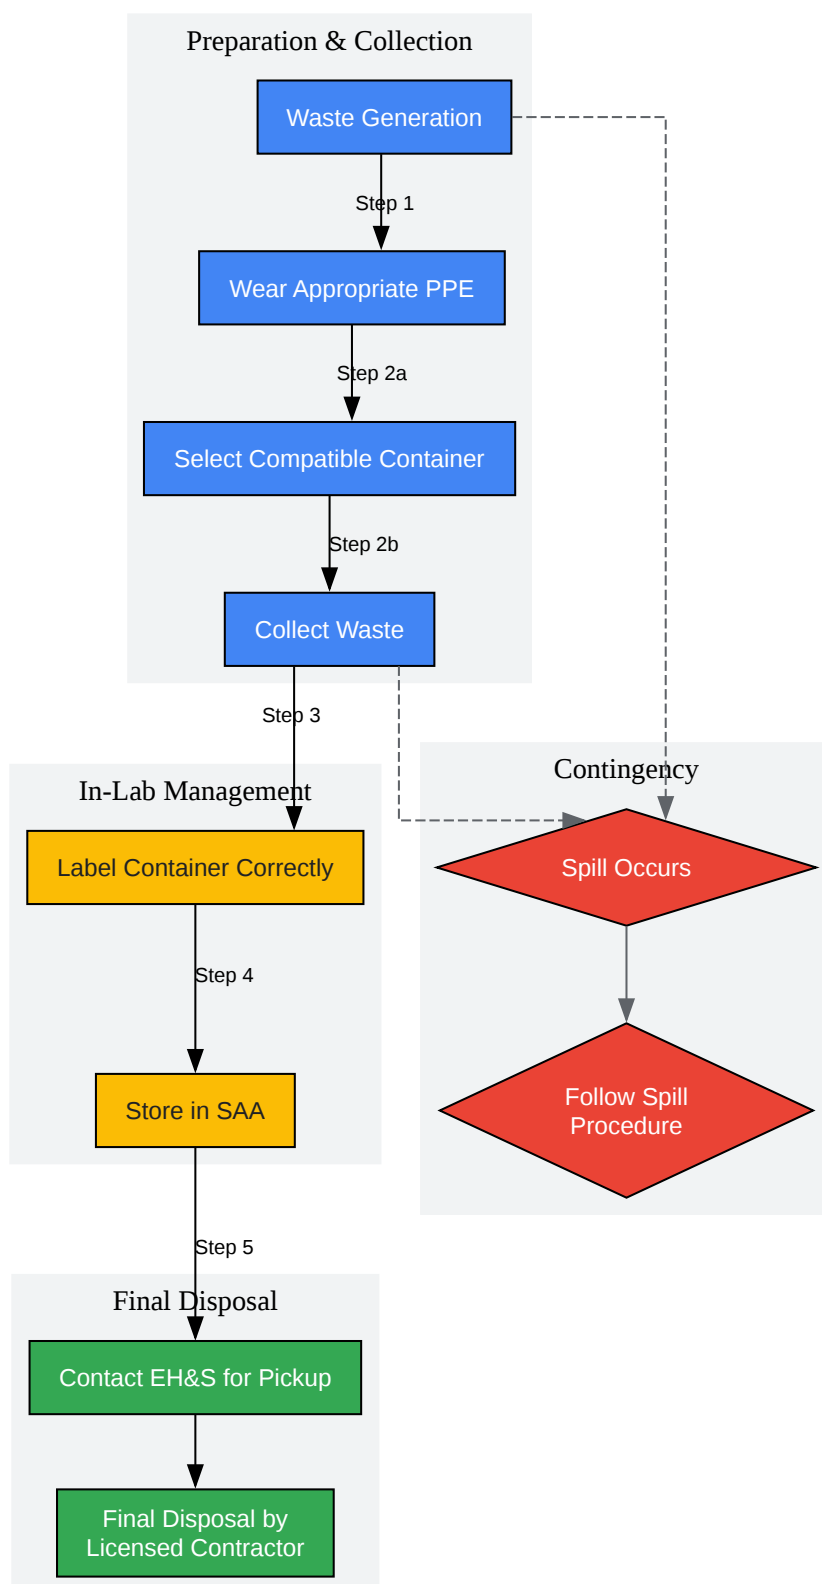 Preparation & Collection
Waste Generation
Step 1
Wear Appropriate PPE
Step 2a
Select Compatible Container
Step 2b
Collect Waste
Step 3
In-Lab Management
Label Container Correctly
Step 4
Store in SAA
Step 5
Final Disposal
Contact EH&S for Pickup
Final Disposal by
Licensed Contractor
Contingency
Spill Occurs
Follow Spill
Procedure